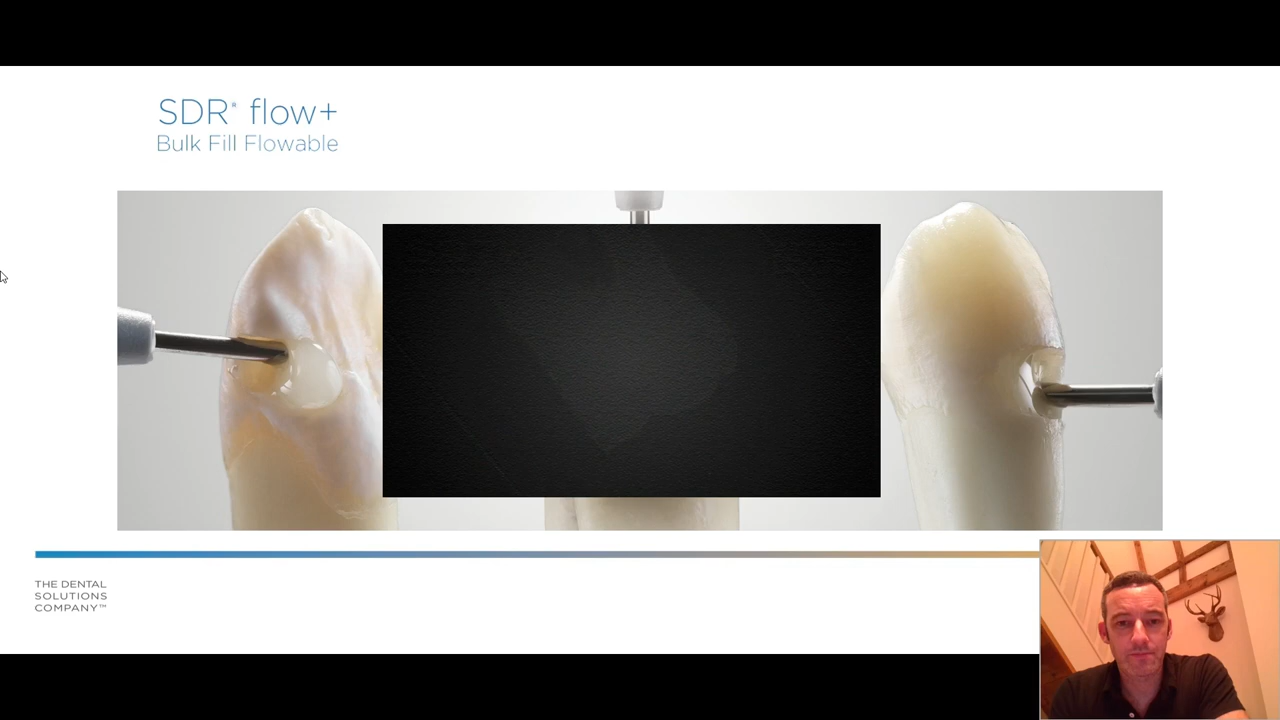 SDR® flow+
Bulk Fill Flowable
THE DENTAL
SOLUTIONS
COMPANY™